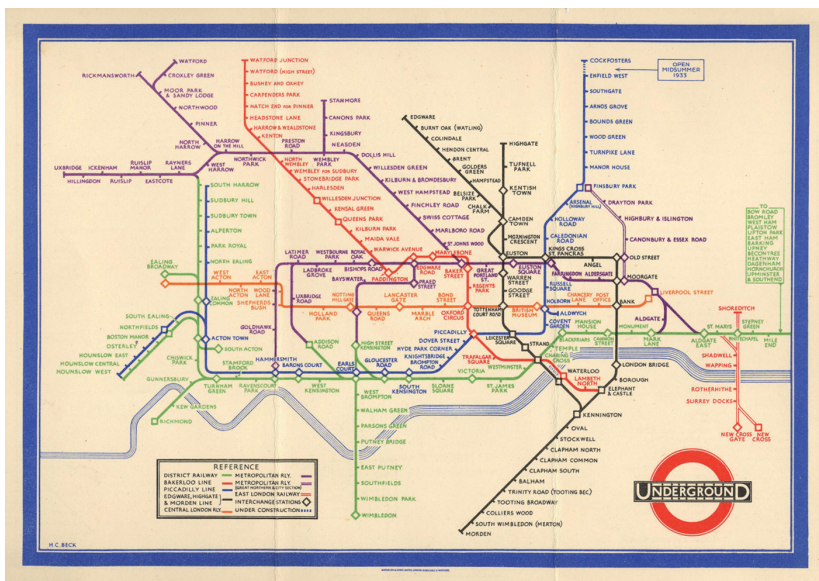 WATFORD
RICKMANSWORTH
CROXLEY GREEN
MOOR PARK
& SANDY LODGE
NORTHWOOD
PINNER
NORTH
HARROW
HARROW
ON THE HILL
WEST
HARROW
RAYNERS
LANE
RUISLIP
MANOR
ICKENHAM
UXBRIDGE
HILLINGDON
RUISLIP
EASTCOTE
NORTHWICK
PARK
PRESTON
ROAD
WEMBLEY
PARK
NEASDEN
KINGSBURY
CANONS PARK
STANMORE
DOLLIS HILL
WILLESDEN GREEN
KILBURN & BRONDESBURY
WEST HAMPSTEAD
FINCHLEY ROAD
SWISS COTTAGE
MARLBORO ROAD
ST JOHNS WOOD
WATFORD JUNCTION
WATFORD (HIGH STREET)
BUSHEY AND OXHEY
CARPENDERS PARK
HATCH END FOR PINNER
HEADSTONE LANE
HARROW & WEALDSTONE
KENTON
NORTH
WEMBLEY
WEMBLEY FOR SUDBURY
STONEBRIDGE PARK
HARLESDEN
WILLESDEN JUNCTION
KENSAL GREEN
QUEENS PARK
KILBURN PARK
MAIDA VALE
WARWICK AVENUE
PADDINGTON
EDGWARE
ROAD
MARYLEBONE
BAKER
STREET
REGENTS
PARK
OXFORD
CIRCUS
PICCADILLY
TRAFALGAR
SQUARE
CHARING
CROSS
WATERLOO
LAMBETH
NORTH
ELEPHANT
& CASTLE
EDGWARE
BURNT OAK (WATLING)
COLINDALE
HENDON CENTRAL
BRENT
GOLDERS
GREEN
HAMPSTEAD
BELSIZE
PARK
CHALK
FARM
CAMDEN
TOWN
MORNINGTON
CRESCENT
EUSTON
HIGHGATE
TUFNELL
PARK
KENTISH
TOWN
WARREN
STREET
GOODGE
STREET
TOTTENHAM
COURT ROAD
LEICESTER
SQUARE
STRAND
COCKFOSTERS
OPEN
MIDSUMMER
1933
ENFIELD WEST
SOUTHGATE
ARNOS GROVE
BOUNDS GREEN
WOOD GREEN
TURNPIKE LANE
MANOR HOUSE
FINSBURY PARK
ARSENAL
(HIGHBURY HILL)
HOLLOWAY
ROAD
CALEDONIAN
ROAD
KINGS CROSS
ST. PANCRAS
RUSSELL
SQUARE
HOLBORN
ALDWYCH
COVENT
GARDEN
DRAYTON PARK
HIGHBURY & ISLINGTON
CANONBURY & ESSEX ROAD
OLD STREET
MOORGATE
ANGEL
BANK
LONDON BRIDGE
BOROUGH
KENNINGTON
OVAL
STOCKWELL
CLAPHAM NORTH
CLAPHAM COMMON
CLAPHAM SOUTH
BALHAM
TRINITY ROAD (TOOTING BEC)
TOOTING BROADWAY
COLLIERS WOOD
SOUTH WIMBLEDON (MERTON)
MORDEN
TO
BOW ROAD
BROMLEY
WEST HAM
PLAISTOW
UPTON PARK
EAST HAM
BARKING
UPNEY
BECONTREE
HEATHWAY
DAGENHAM
HORNCHURCH
UPMINSTER
& SOUTHEND
SOUTH HARROW
SUDBURY HILL
SUDBURY TOWN
ALPERTON
PARK ROYAL
NORTH EALING
EALING
BROADWAY
WEST
ACTON
NORTH
ACTON
EAST
ACTON
WOOD
LANE
SHEPHERDS
BUSH
HOLLAND
PARK
NOTTING
HILL GATE
QUEENS
ROAD
LANCASTER
GATE
MARBLE
ARCH
BOND
STREET
BRITISH
MUSEUM
CHANCERY
LANE
POST
OFFICE
LIVERPOOL STREET
LATIMER
ROAD
LADBROKE
GROVE
WESTBOURNE
PARK
ROYAL
OAK
BISHOPS ROAD
BAYSWATER
PRAED
STREET
GREAT
PORTLAND
ST.
EUSTON
SQUARE
FARRINGDON
ALDERSGATE
UXBRIDGE
ROAD
GOLDHAWK
ROAD
HAMMERSMITH
ADDISON
ROAD
HIGH STREET
KENSINGTON
EALING
COMMON
SOUTH EALING
NORTHFIELDS
BOSTON MANOR
OSTERLEY
HOUNSLOW EAST
HOUNSLOW CENTRAL
HOUNSLOW WEST
ACTON TOWN
SOUTH ACTON
CHISWICK
PARK
GUNNERSBURY
KEW GARDENS
RICHMOND
TURNHAM
GREEN
STAMFORD
BROOK
RAVENSCOURT
PARK
BARONS COURT
WEST
KENSINGTON
EARLS
COURT
GLOUCESTER
ROAD
SOUTH
KENSINGTON
KNIGHTSBRIDGE
BROMPTON
ROAD
HYDE PARK CORNER
DOVER STREET
SLOANE
SQUARE
VICTORIA
ST. JAMES
PARK
WESTMINSTER
TEMPLE
BLACKFRIARS
MANSION
HOUSE
CANNON
STREET
MONUMENT
MARK
LANE
ALDGATE
ALDGATE
EAST
ST. MARYS
WHITECHAPEL
STEPNEY
GREEN
MILE
END
SHOREDITCH
SHADWELL
WAPPING
ROTHERHITHE
SURREY DOCKS
NEW CROSS
GATE
NEW
CROSS
WEST
BROMPTON
WALHAM GREEN
PARSONS GREEN
PUTNEY BRIDGE
EAST PUTNEY
SOUTHFIELDS
WIMBLEDON PARK
WIMBLEDON
REFERENCE
DISTRICT RAILWAY
BAKERLOO LINE
PICCADILLY LINE
EDGWARE, HIGHGATE
& MORDEN LINE
CENTRAL LONDON RLY.
METROPOLITAN RLY.
METROPOLITAN RLY.
(GREAT NORTHERN & CITY SECTION)
EAST LONDON RAILWAY
INTERCHANGE STATIONS
UNDER CONSTRUCTION
UNDERGROUND
H.C. BECK